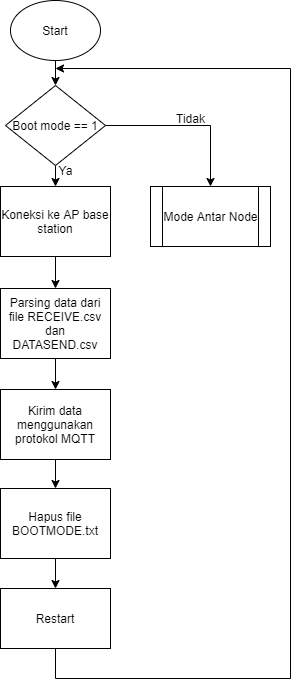 Start
Boot mode == 1
Tidak
Ya
Koneksi ke AP base
station
Mode Antar Node
Parsing data dari
file RECEIVE.csv
dan
DATASEND.csv
Kirim data
menggunakan
protokol MQTT
Hapus file
BOOTMODE.txt
Restart